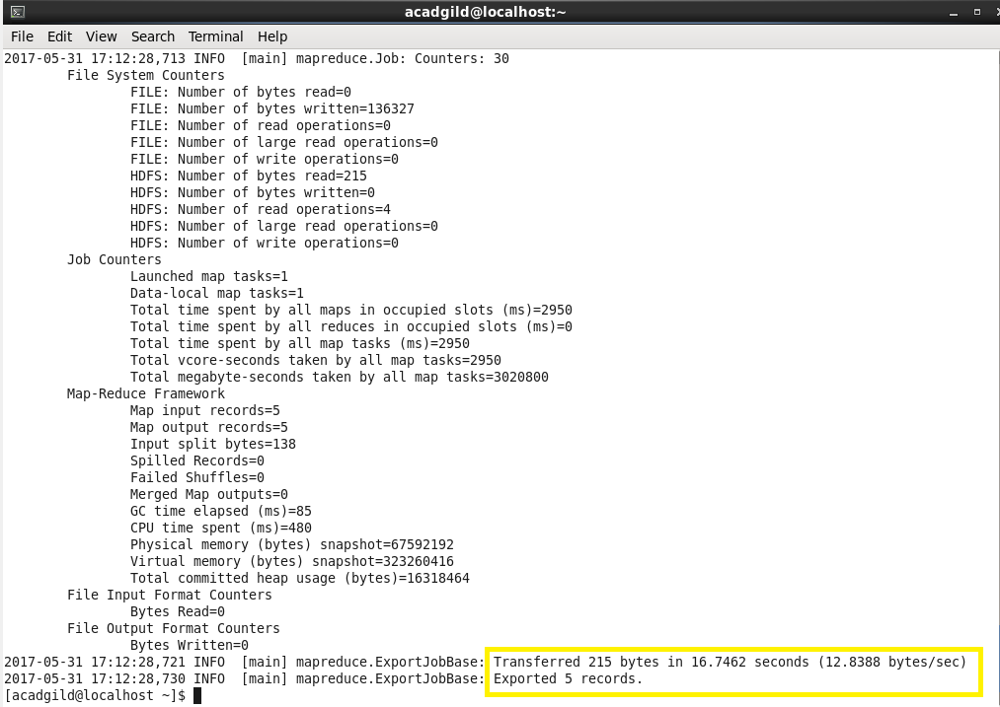 acadgild@localhost:~
File Edit View Search Terminal Help
2017-05-31 17:12:28,713 INFO  [main] mapreduce.Job: Counters: 30
File System Counters
FILE: Number of bytes read=0
FILE: Number of bytes written=136327
FILE: Number of read operations=0
FILE: Number of large read operations=0
FILE: Number of write operations=0
HDFS: Number of bytes read=215
HDFS: Number of bytes written=0
HDFS: Number of read operations=4
HDFS: Number of large read operations=0
HDFS: Number of write operations=0
Job Counters
Launched map tasks=1
Data-local map tasks=1
Total time spent by all maps in occupied slots (ms)=2950
Total time spent by all reduces in occupied slots (ms)=0
Total time spent by all map tasks (ms)=2950
Total vcore-seconds taken by all map tasks=2950
Total megabyte-seconds taken by all map tasks=3020800
Map-Reduce Framework
Map input records=5
Map output records=5
Input split bytes=138
Spilled Records=0
Failed Shuffles=0
Merged Map outputs=0
GC time elapsed (ms)=85
CPU time spent (ms)=480
Physical memory (bytes) snapshot=67592192
Virtual memory (bytes) snapshot=323260416
Total committed heap usage (bytes)=16318464
File Input Format Counters
Bytes Read=0
File Output Format Counters
Bytes Written=0
2017-05-31 17:12:28,721 INFO  [main] mapreduce.ExportJobBase: Transferred 215 bytes in 16.7462 seconds (12.8388 bytes/sec)
2017-05-31 17:12:28,730 INFO  [main] mapreduce.ExportJobBase: Exported 5 records.
[acadgild@localhost ~]$